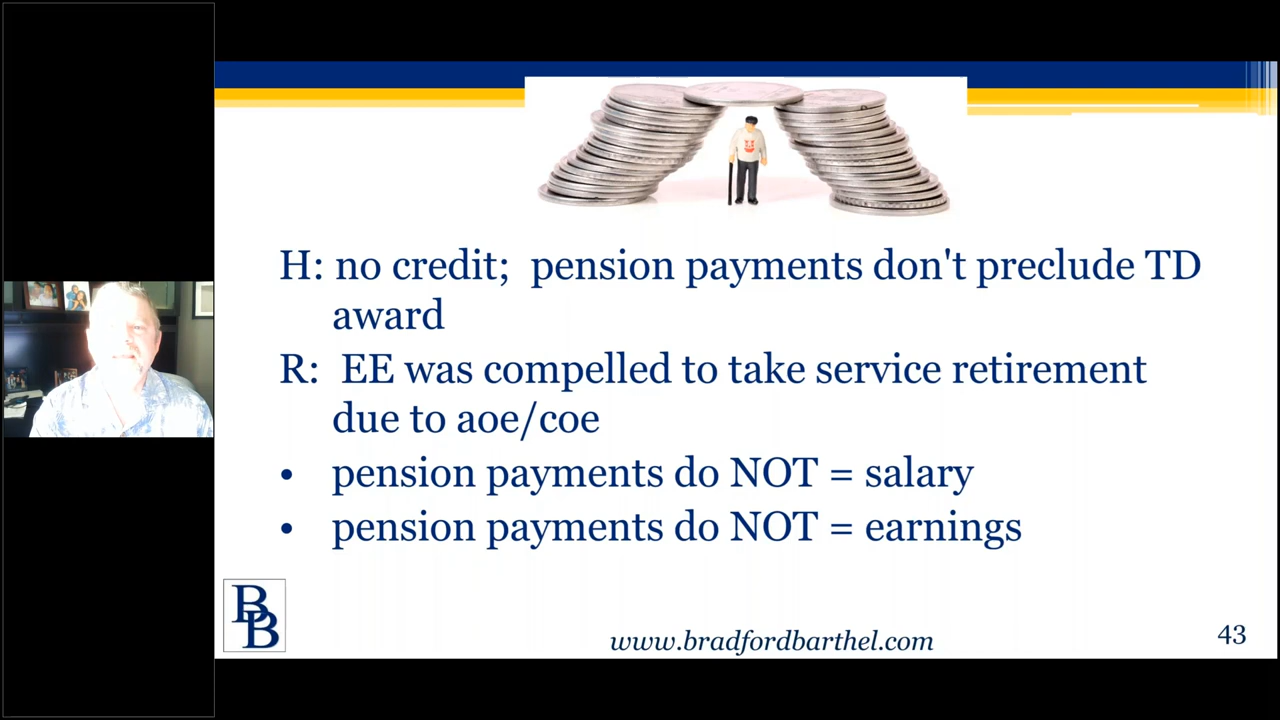 H: no credit;  pension payments don't preclude TD
award
R:  EE was compelled to take service retirement
due to aoe/coe
• pension payments do NOT = salary
• pension payments do NOT = earnings
BB
www.bradfordbarthel.com
43